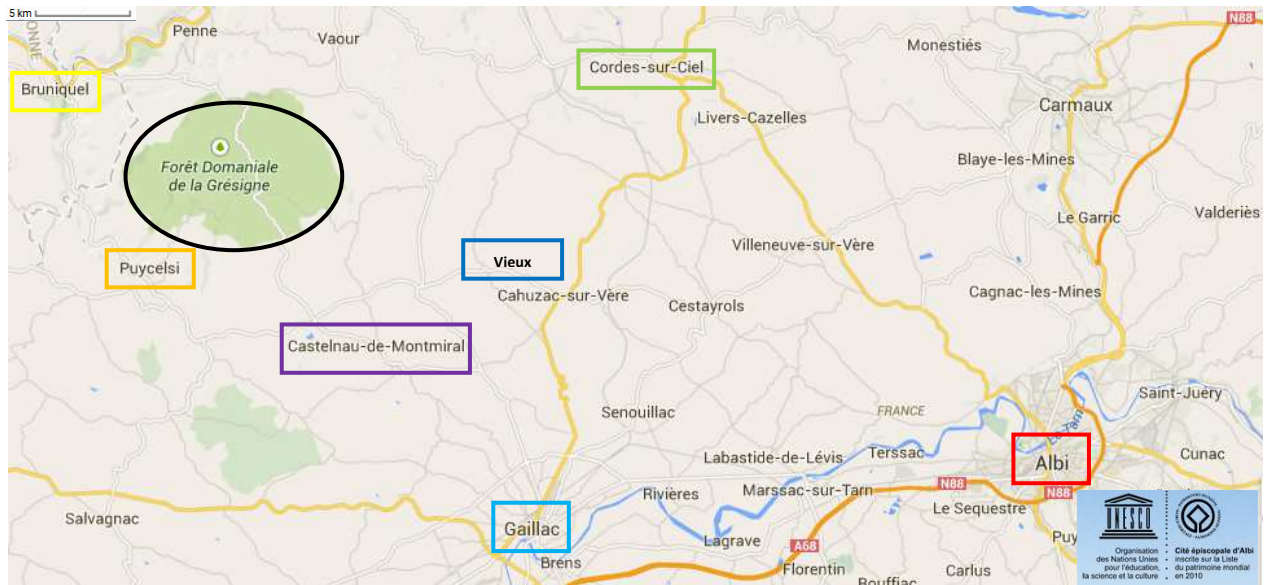 5 km
N88
Penne
Vaour
ONNE
Monestiés
Cordes-sur-Ciel
Bruniquel
Carmaux
Livers-Cazelles
Blaye-les-Mines
Forêt Domaniale
de la Grésigne
Le Garric
Valderiès
Villeneuve-sur-Vère
Vieux
Puycelsi
Cahuzac-sur-Vère
Cestayrols
Cagnac-les-Mines
Castelnau-de-Montmiral
Saint-Juéry
Senouillac
FRANCE
Le Tarn
Labastide-de-Lévis
Terssac
Albi
Cunac
Rivières
Marssac-sur-Tarn
N88
N88
Salvagnac
Gaillac
Le Sequestre
Lagrave
A68
Puy
Brens
Florentin
Rouffiac
Carlus
UNESCO
Organisation
des Nations Unies
pour l'éducation,
la science et la culture
Cité épiscopale d'Albi
inscrite sur la Liste
du patrimoine mondial
en 2010